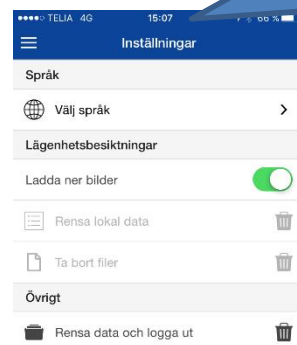 TELIA 4G 15:07 66 %
Inställningar
Språk
Välj språk
Lägenhetsbesiktningar
Ladda ner bilder
Rensa lokal data
Ta bort filer
Övrigt
Rensa data och logga ut